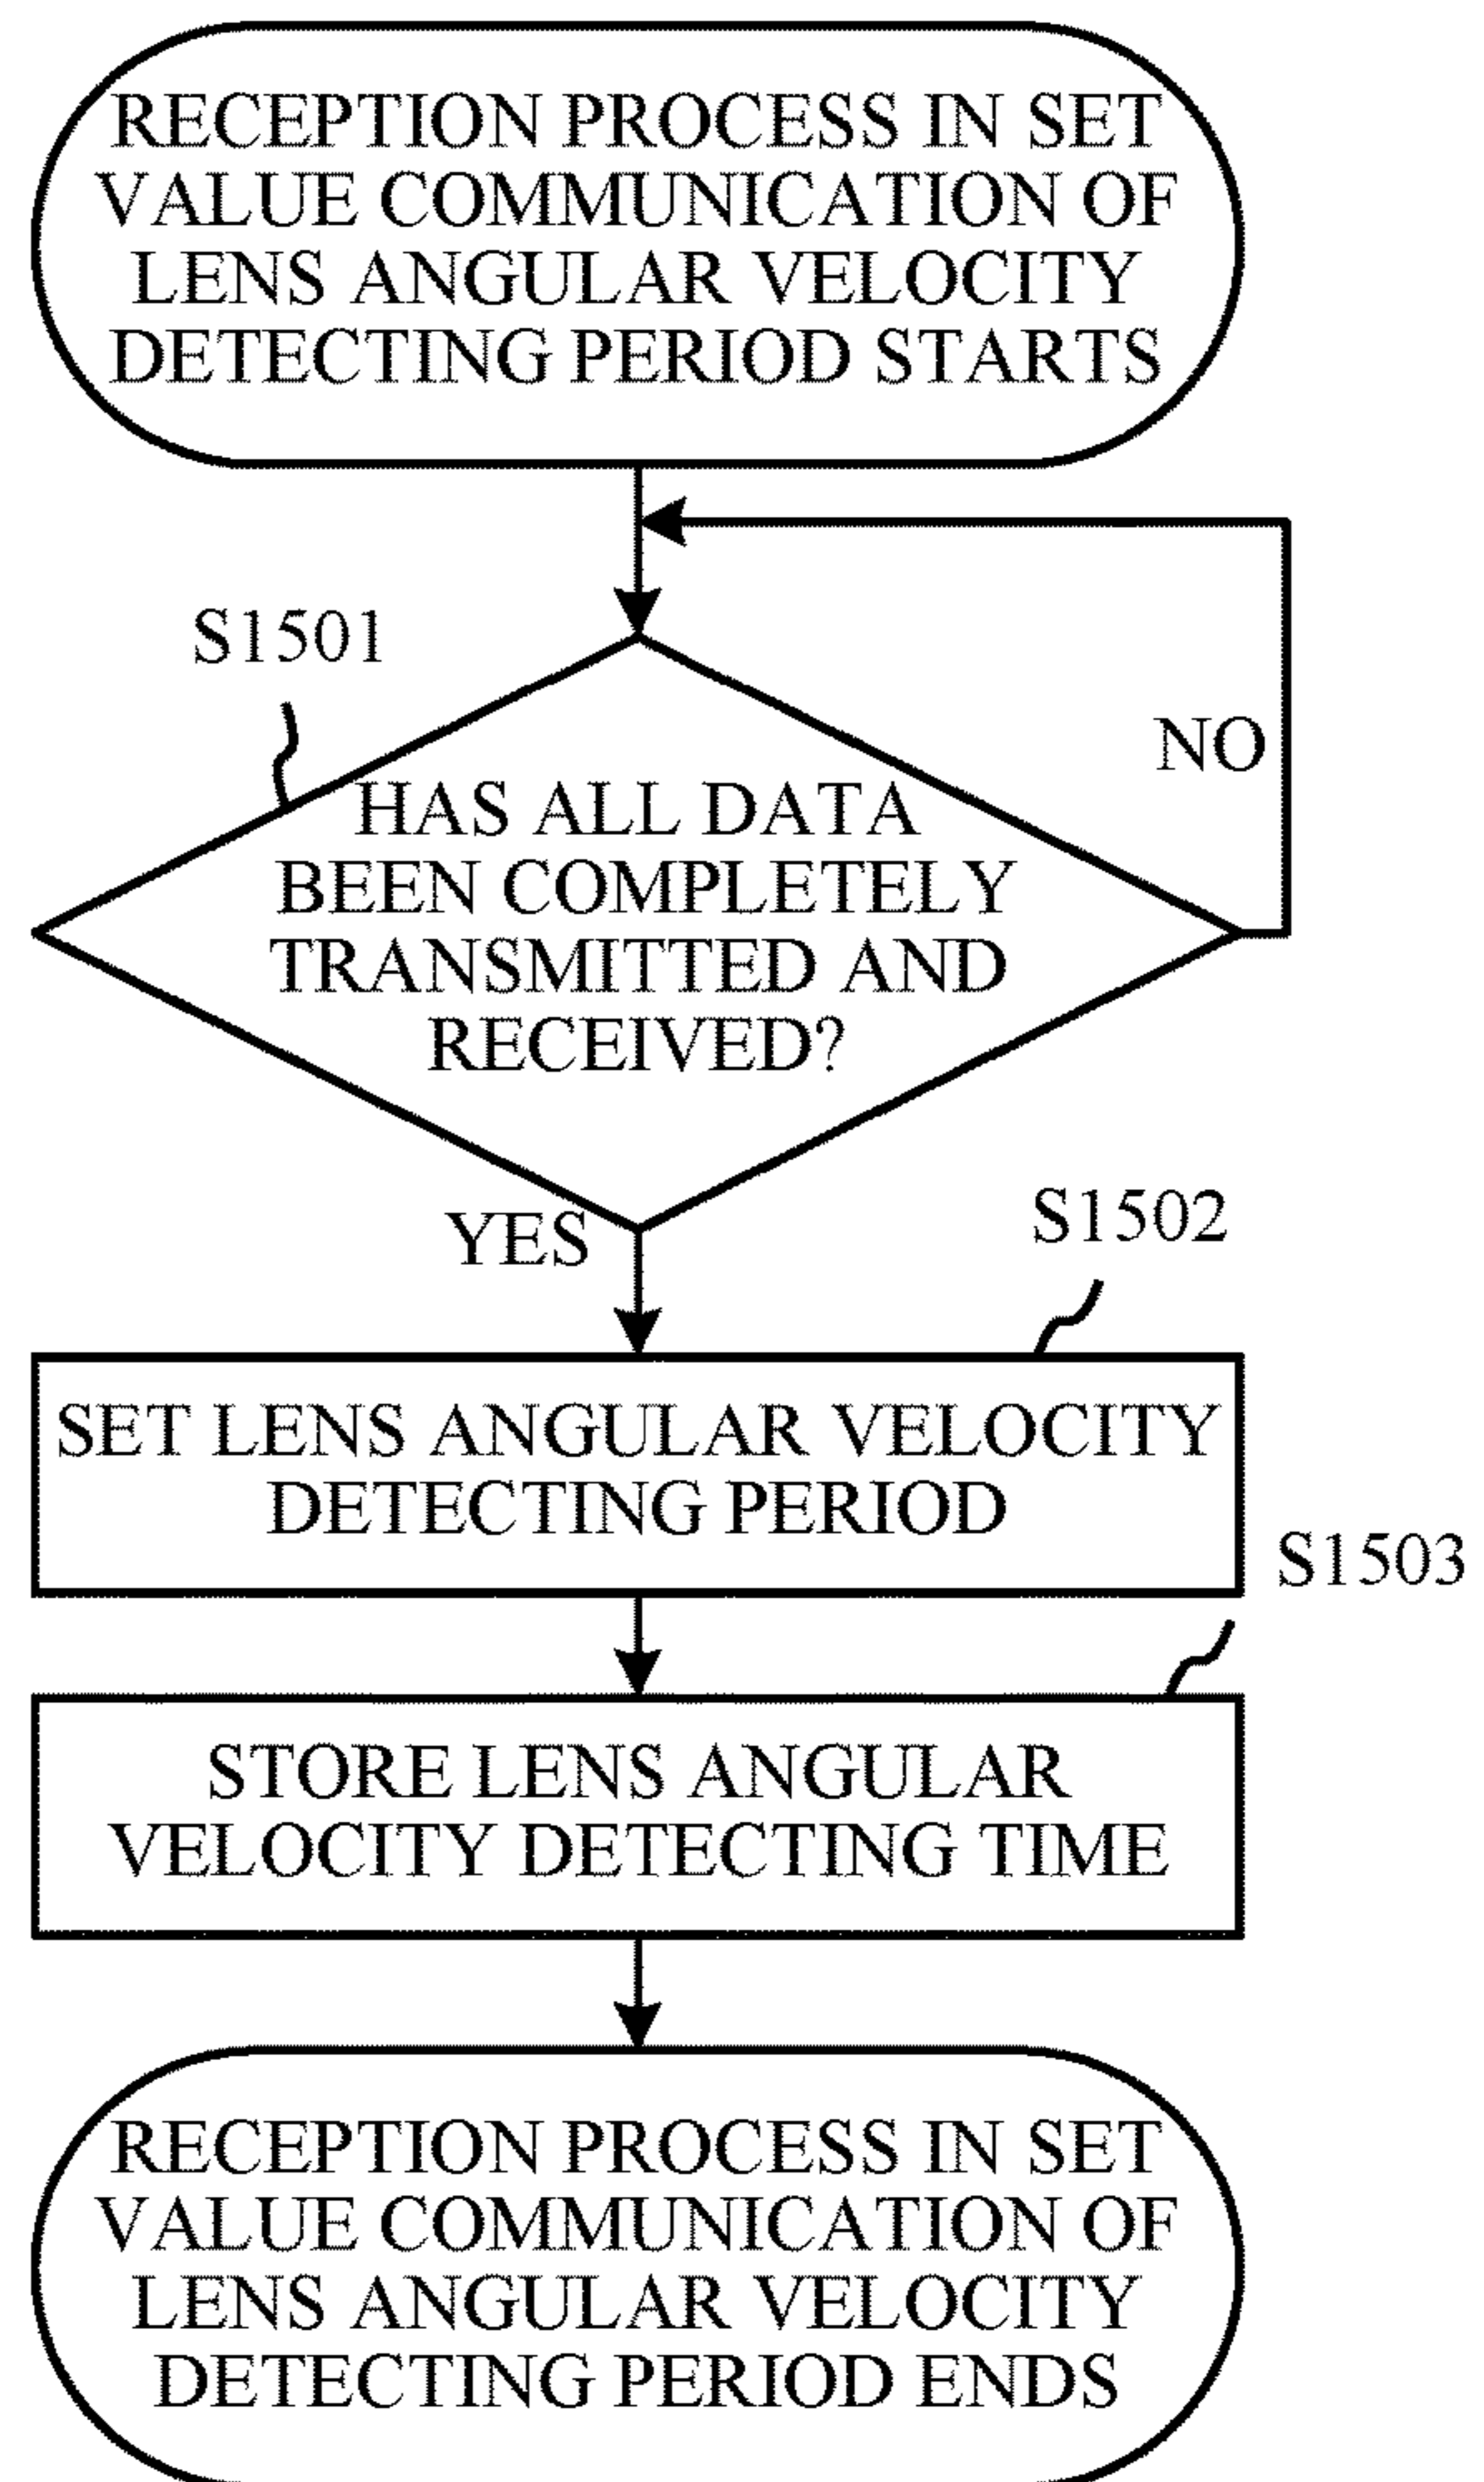 RECEPTION PROCESS IN SET
VALUE COMMUNICATION OF
LENS ANGULAR VELOCITY
DETECTING PERIOD STARTS
S1501
NO
HAS ALL DATA
BEEN COMPLETELY
TRANSMITTED AND
RECEIVED?
YES
S1502
SET LENS ANGULAR VELOCITY
DETECTING PERIOD
S1503
STORE LENS ANGULAR
VELOCITY DETECTING TIME
RECEPTION PROCESS IN SET
VALUE COMMUNICATION OF
LENS ANGULAR VELOCITY
DETECTING PERIOD ENDS